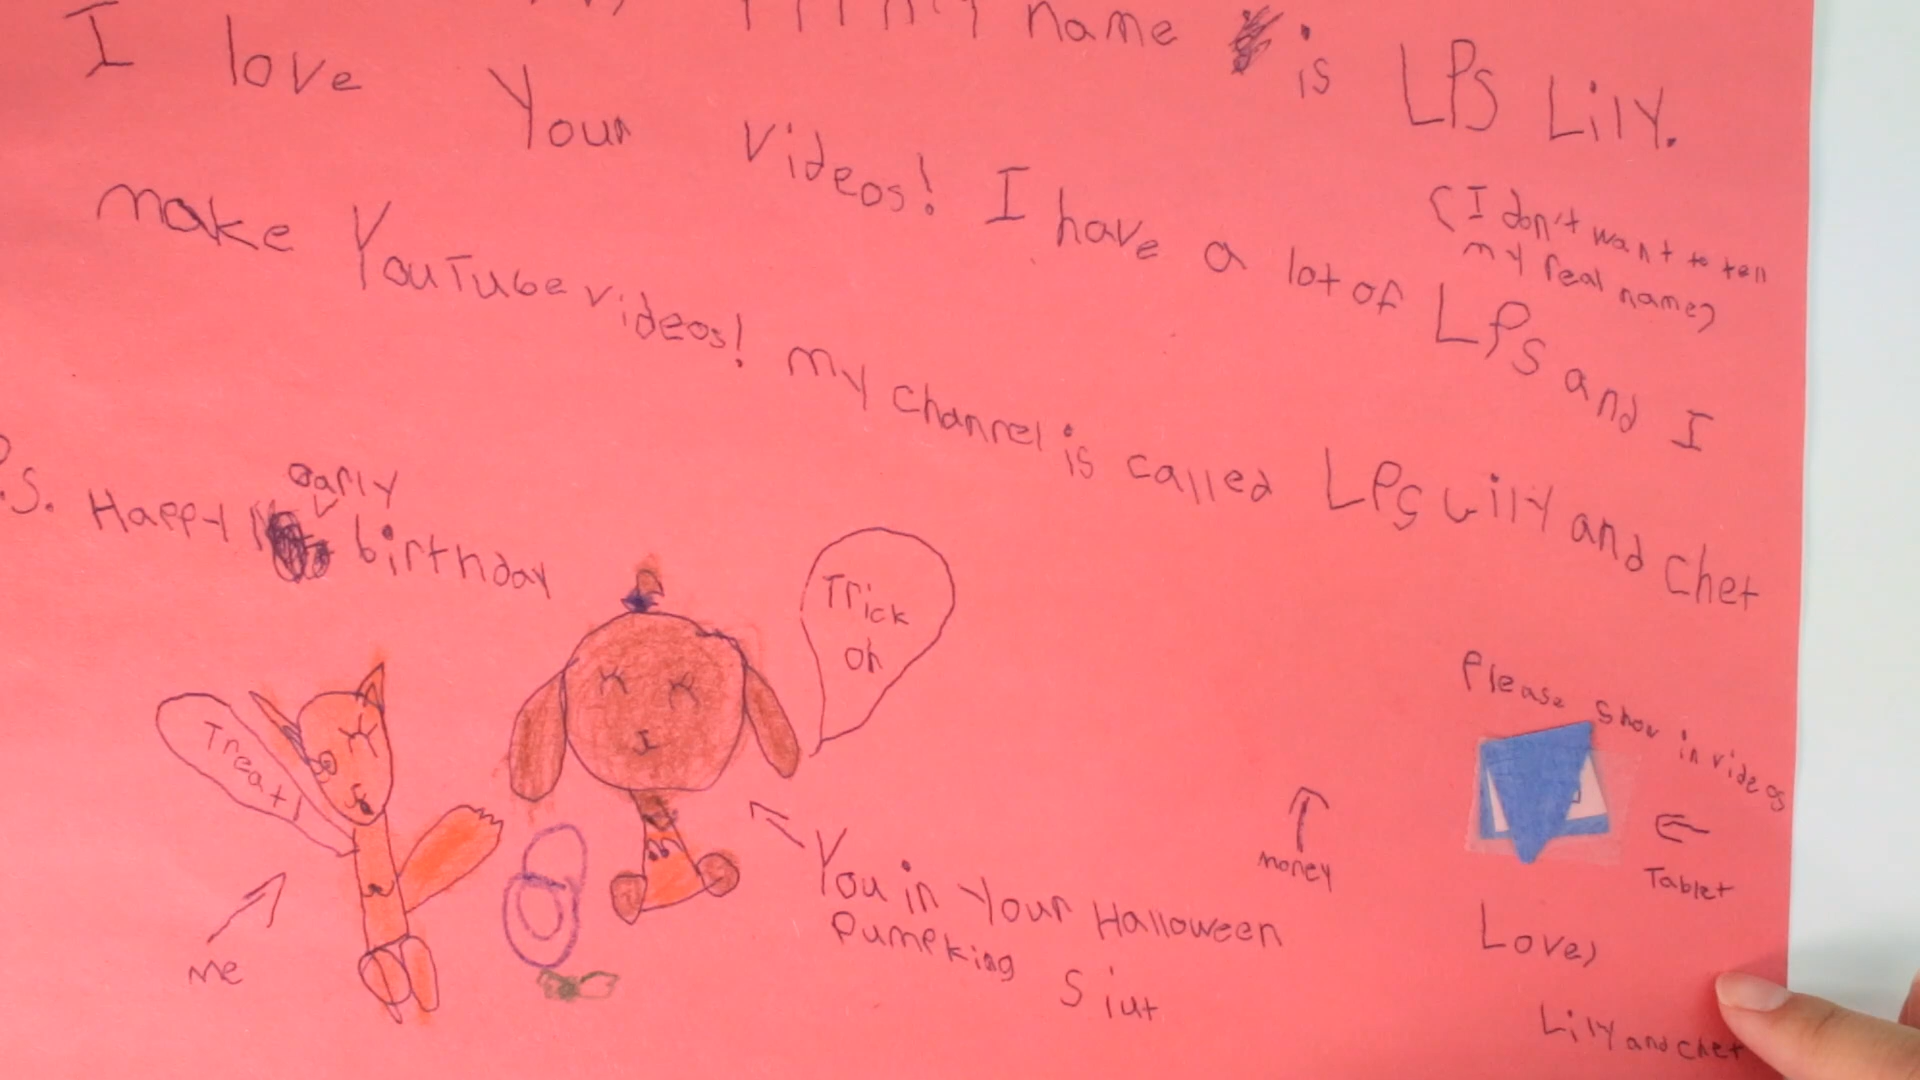 name is LPS Lily.
(I don't want to tell
my real name)
I love Your videos! I have a lot of LPS and I
make YouTube videos! my channel is called LPS Lily and Chet
P.S. Happy early birthday
Trick
oh
Treat!
me
You in Your Halloween
Pumpking Siut
money
Please show in videos
Tablet
Love,
Lily and Chet